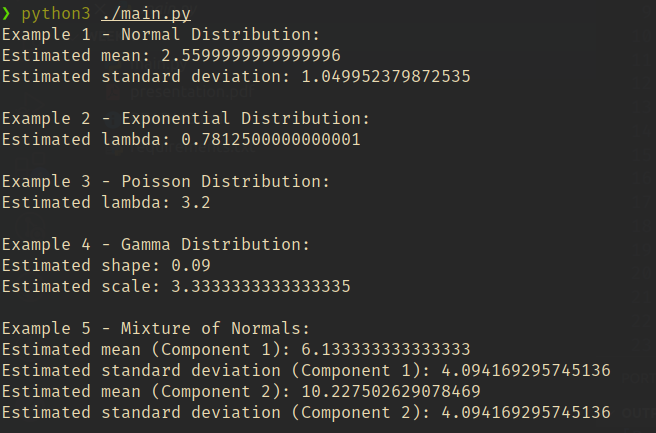 ❯ python3 ./main.py
Example 1 - Normal Distribution:
Estimated mean: 2.5599999999999996
Estimated standard deviation: 1.049952379872535
Example 2 - Exponential Distribution:
Estimated lambda: 0.7812500000000001
Example 3 - Poisson Distribution:
Estimated lambda: 3.2
Example 4 - Gamma Distribution:
Estimated shape: 0.09
Estimated scale: 3.3333333333333335
Example 5 - Mixture of Normals:
Estimated mean (Component 1): 6.133333333333333
Estimated standard deviation (Component 1): 4.094169295745136
Estimated mean (Component 2): 10.227502629078469
Estimated standard deviation (Component 2): 4.094169295745136